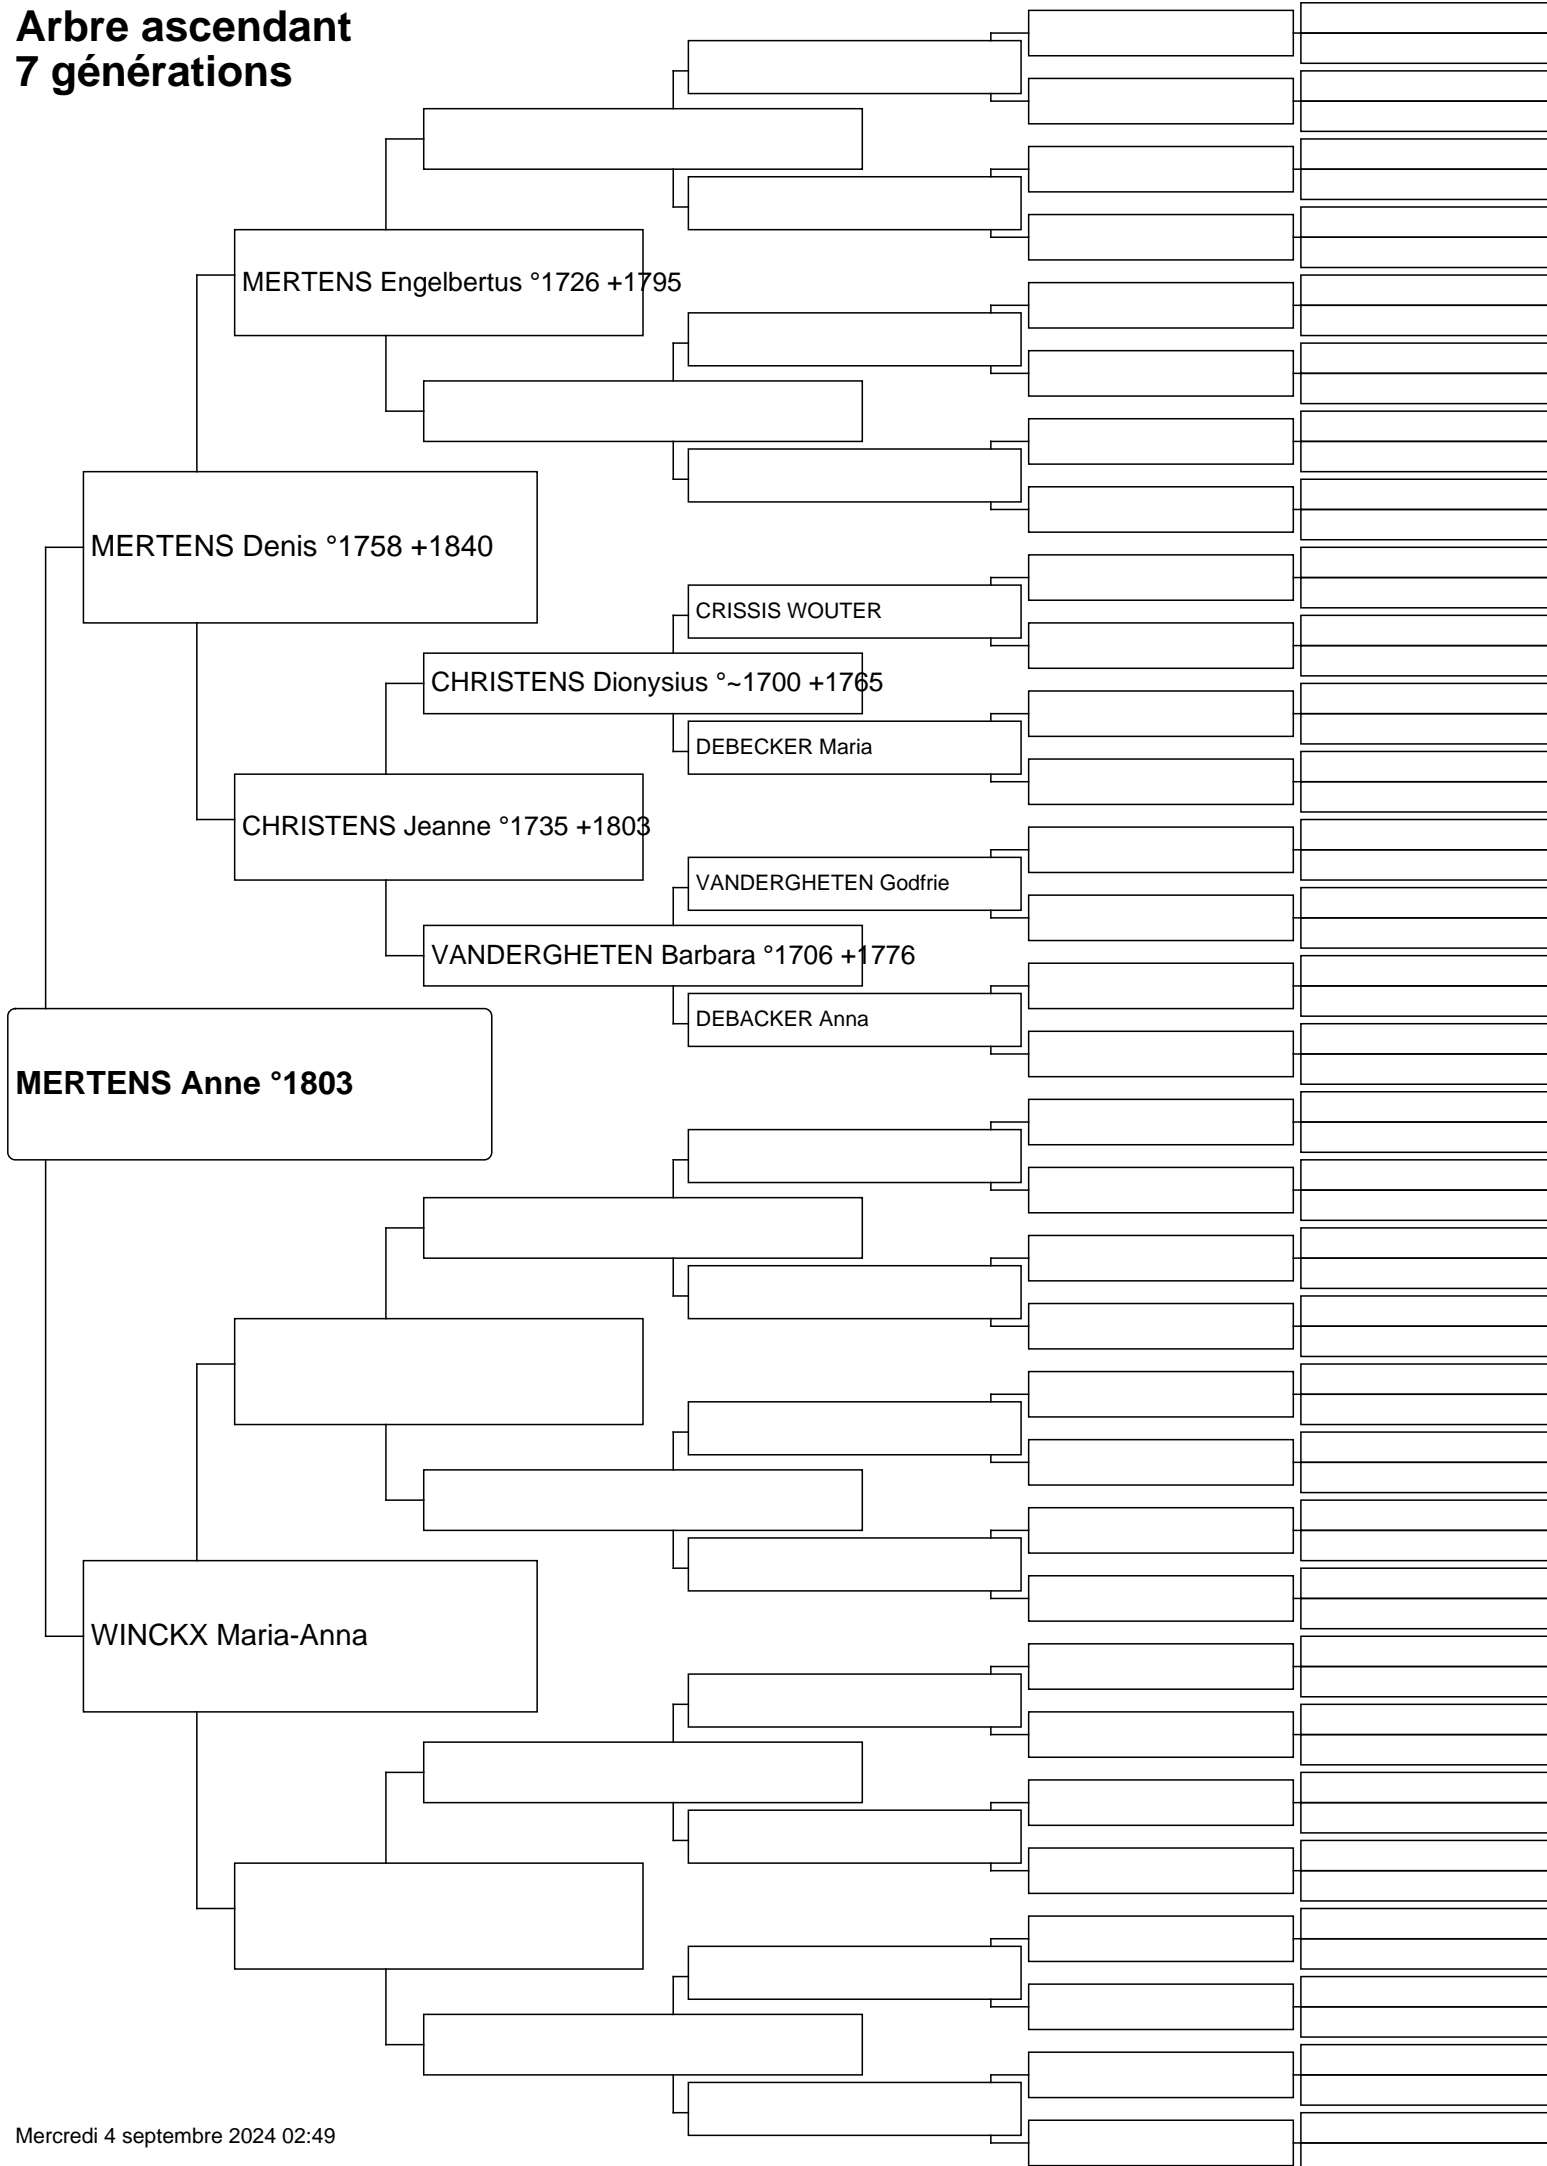 Arbre ascendant
7 générations
MERTENS Engelbertus °1726 +1795
MERTENS Denis °1758 +1840
CRISSIS WOUTER
CHRISTENS Dionysius °~1700 +1765
DEBECKER Maria
CHRISTENS Jeanne °1735 +1803
VANDERGHETEN Godfrie
VANDERGHETEN Barbara °1706 +1776
DEBACKER Anna
MERTENS Anne °1803
WINCKX Maria-Anna
Mercredi 4 septembre 2024 02:49